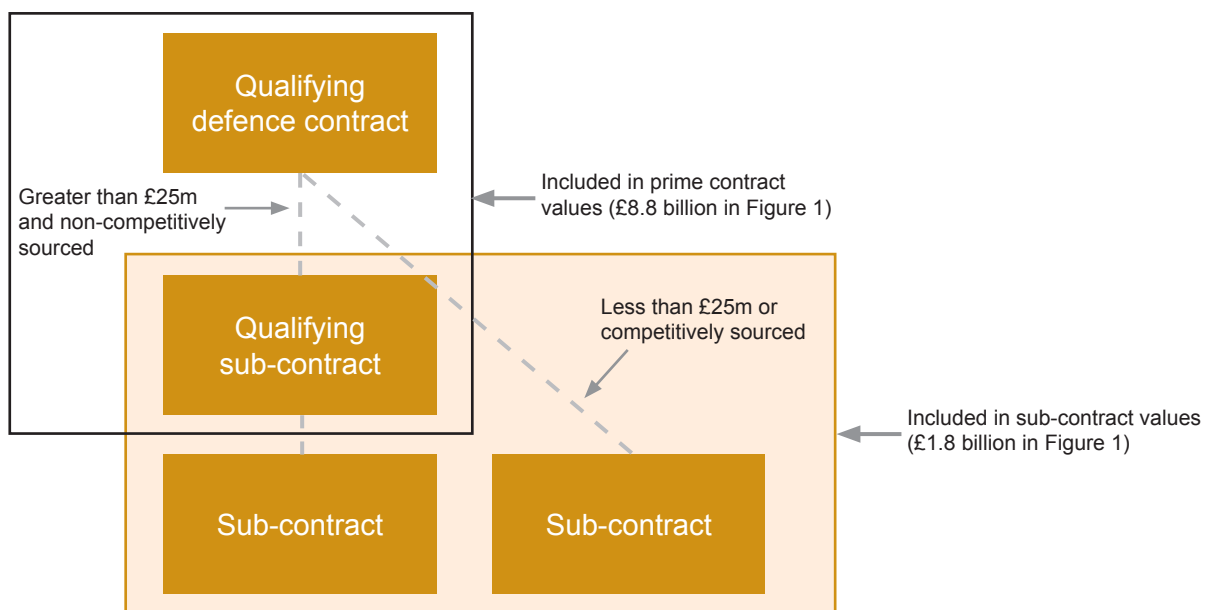 Qualifying
defence contract
Greater than £25m
and non-competitively
sourced
Included in prime contract
values (£8.8 billion in Figure 1)
Qualifying
sub-contract
Less than £25m or
competitively sourced
Included in sub-contract values
(£1.8 billion in Figure 1)
Sub-contract
Sub-contract